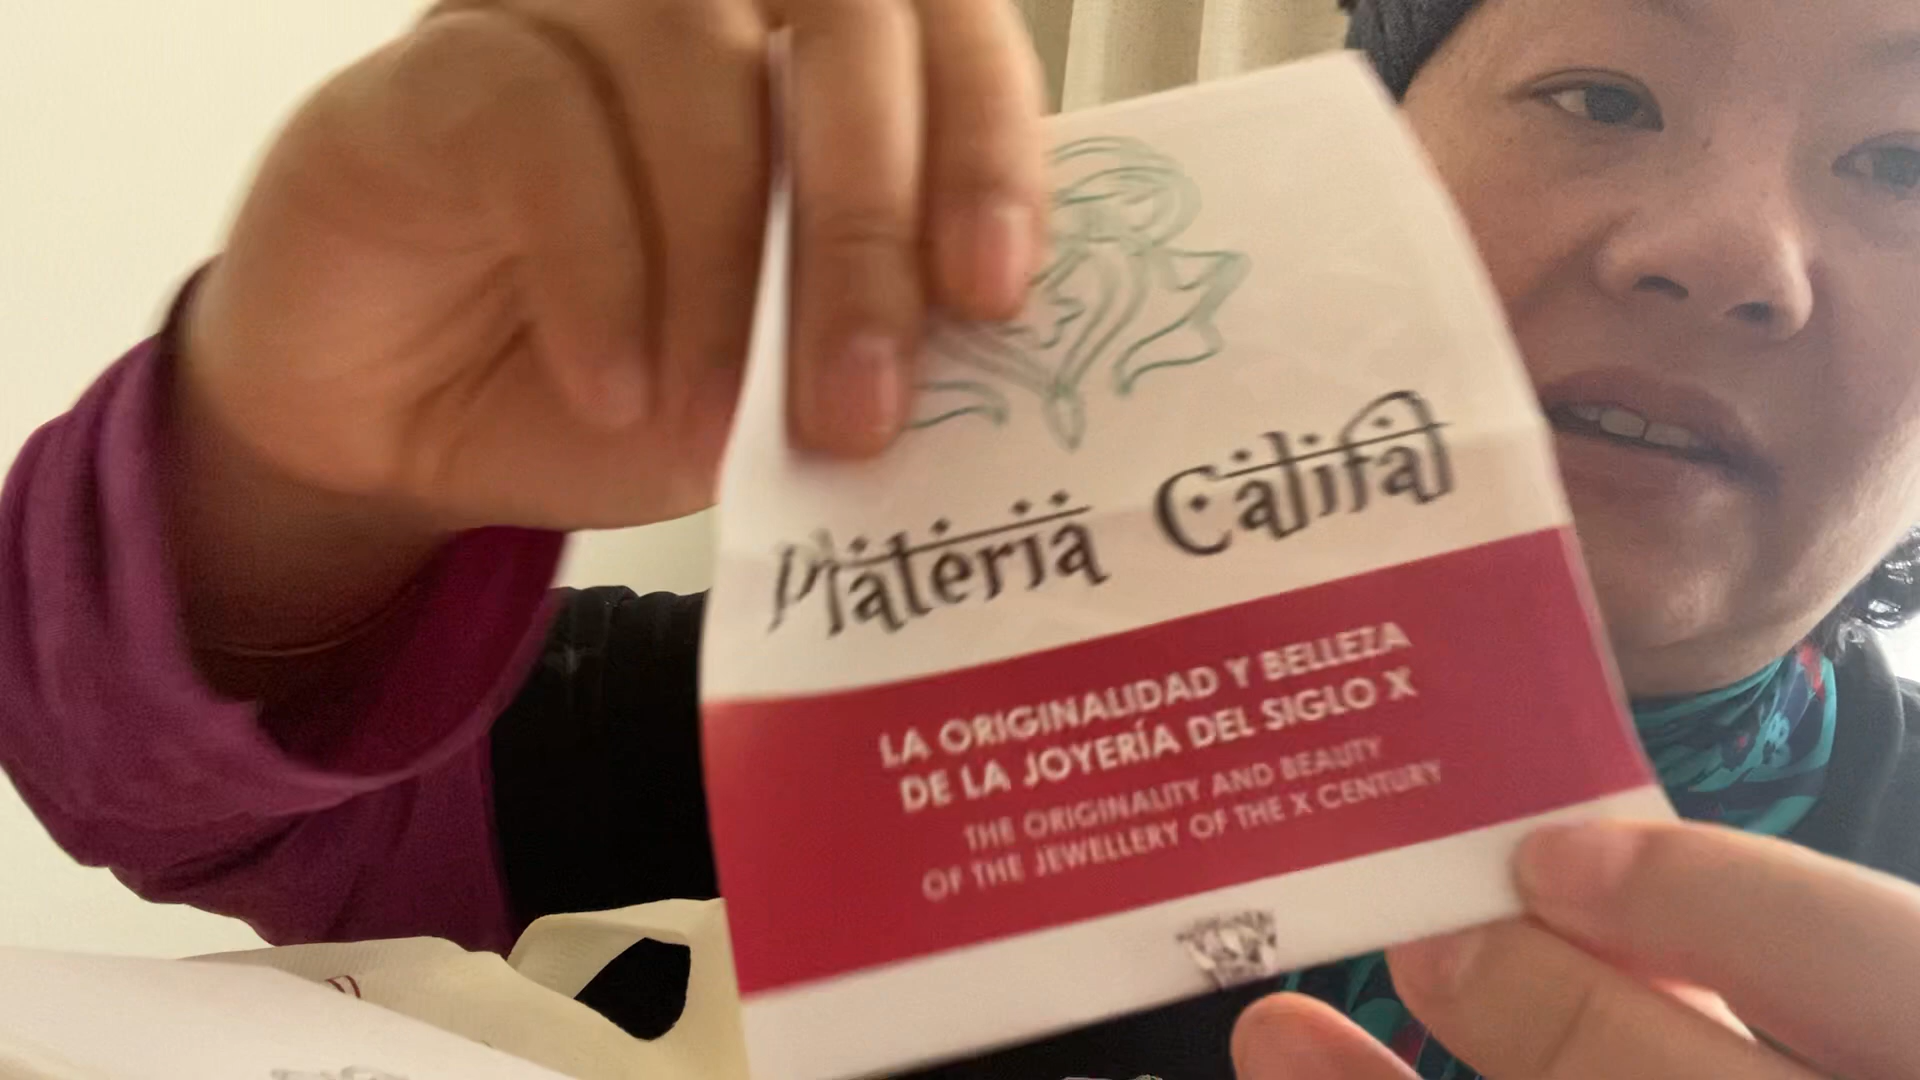 Platería Califal
LA ORIGINALIDAD Y BELLEZA
DE LA JOYERÍA DEL SIGLO X
THE ORIGINALITY AND BEAUTY
OF THE JEWELLERY OF THE X CENTURY